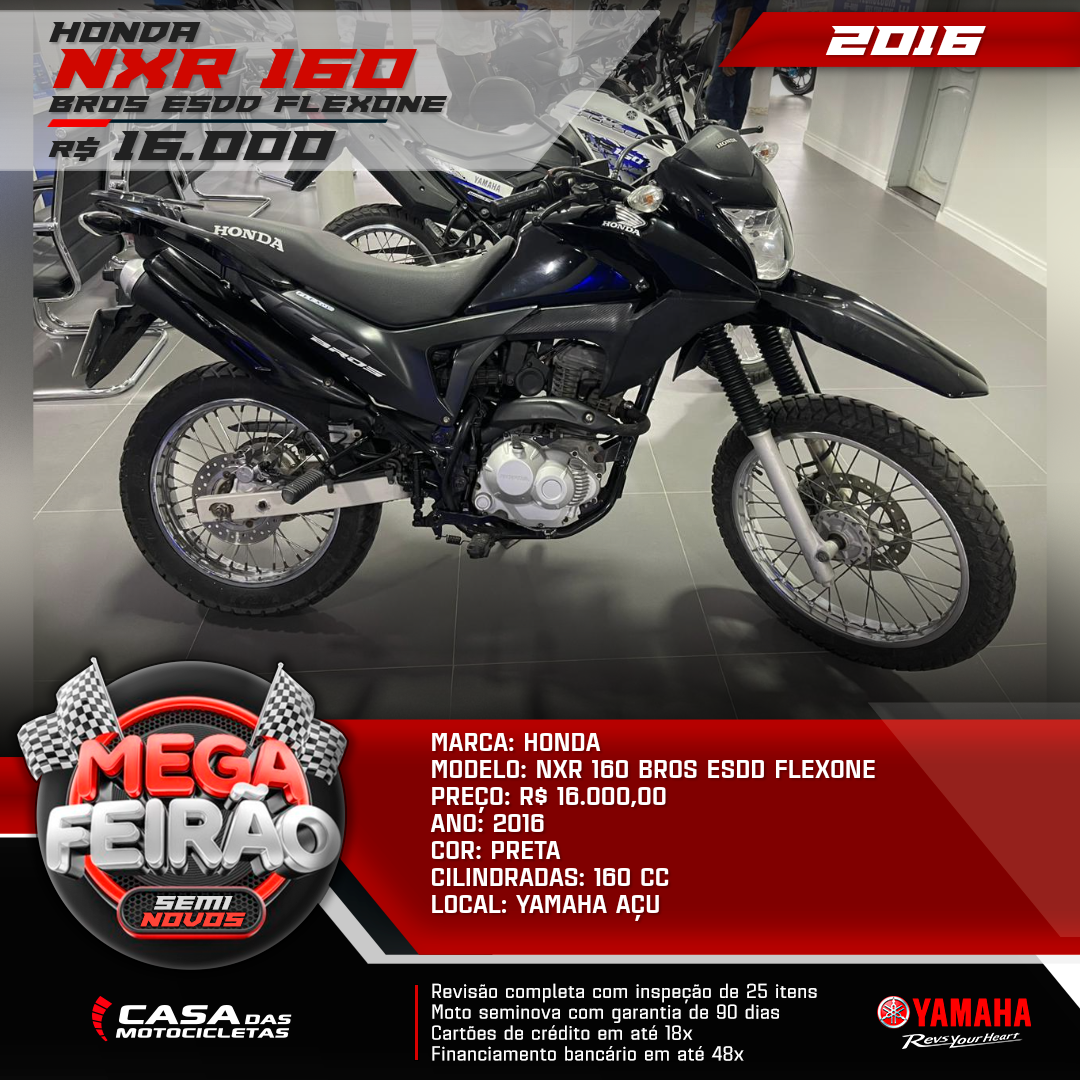 HONDA
NXR 160
BROS ESDD FLEXONE
R$ 16.000
2016
HONDA
HONDA
HONDA
BROS
YAMAHA
160
MEGA
FEIRÃO
SEMI
NOVOS
MARCA: HONDA
MODELO: NXR 160 BROS ESDD FLEXONE
PREÇO: R$ 16.000,00
ANO: 2016
COR: PRETA
CILINDRADAS: 160 CC
LOCAL: YAMAHA AÇU
CASA DAS
MOTOCICLETAS
Revisão completa com inspeção de 25 itens
Moto seminova com garantia de 90 dias
Cartões de crédito em até 18x
Financiamento bancário em até 48x
YAMAHA
Revs Your Heart